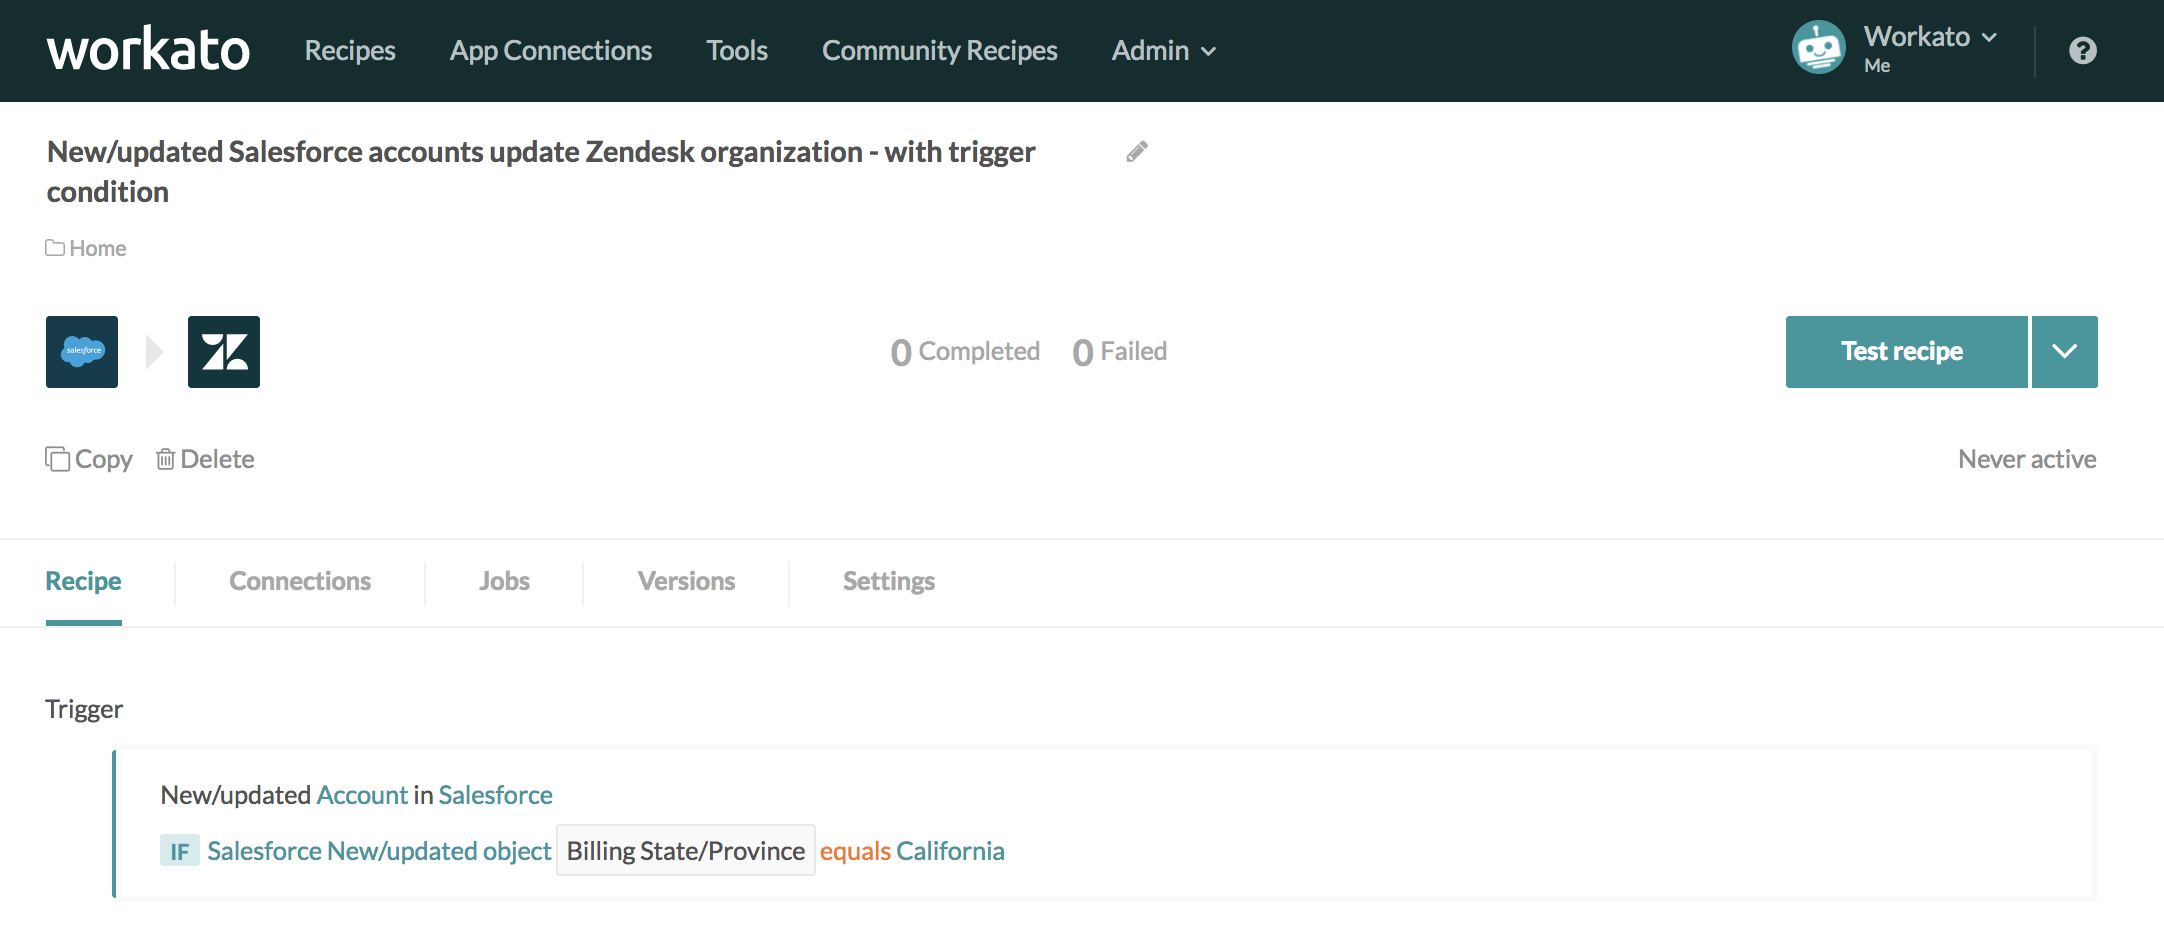 workato Recipes App Connections Tools Community Recipes Admin Workato
Me
New/updated Salesforce accounts update Zendesk organization - with trigger
condition
Home
salesforce
0 Completed 0 Failed Test recipe
Copy Delete Never active
Recipe Connections Jobs Versions Settings
Trigger
New/updated Account in Salesforce
IF Salesforce New/updated object Billing State/Province equals California